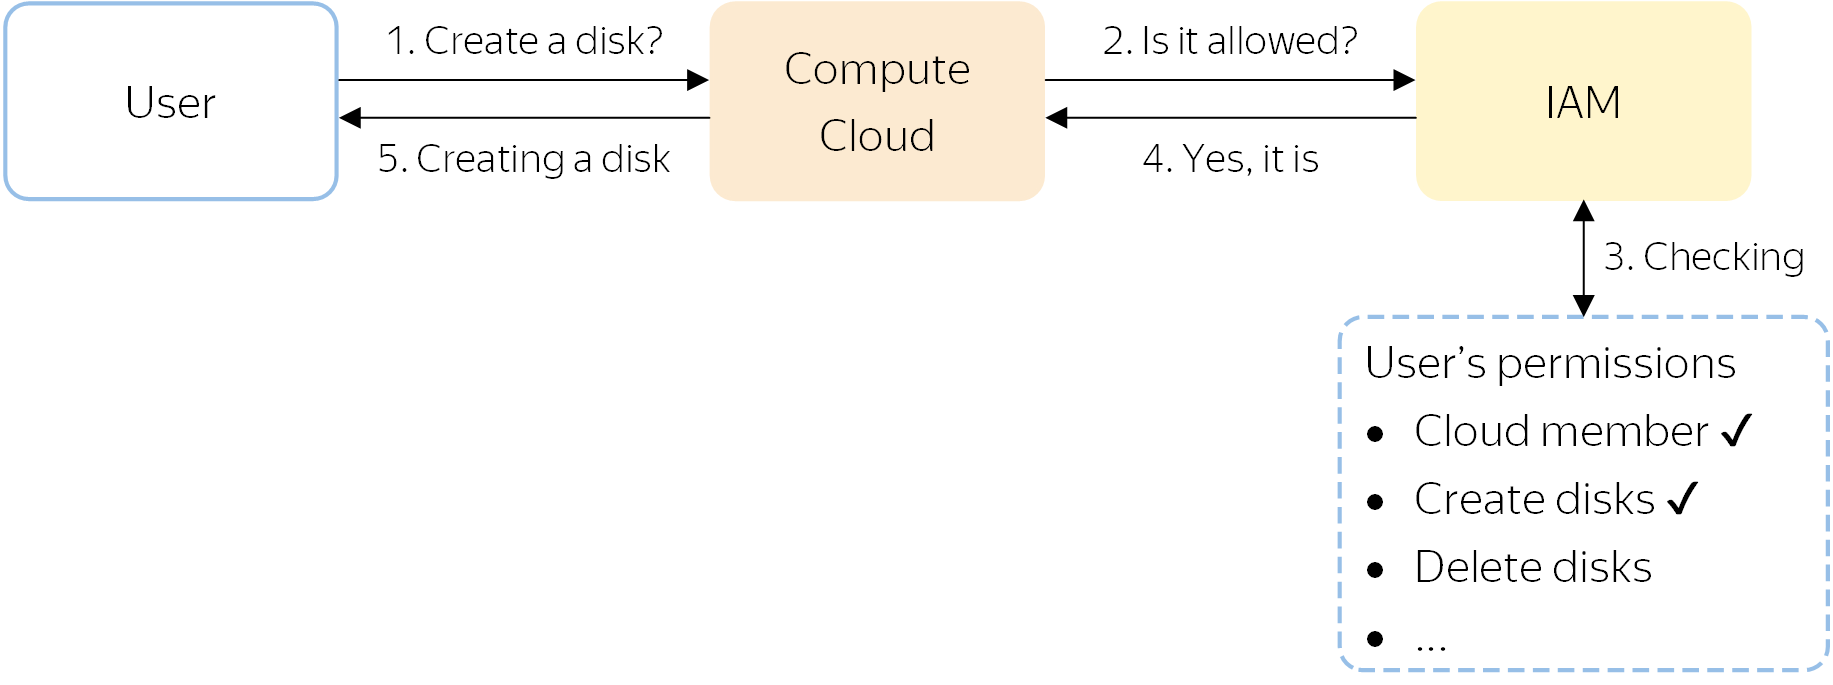 User
1. Create a disk?
5. Creating a disk
Compute
Cloud
2. Is it allowed?
4. Yes, it is
IAM
3. Checking
User’s permissions
• Cloud member ✓
• Create disks ✓
• Delete disks
• ...